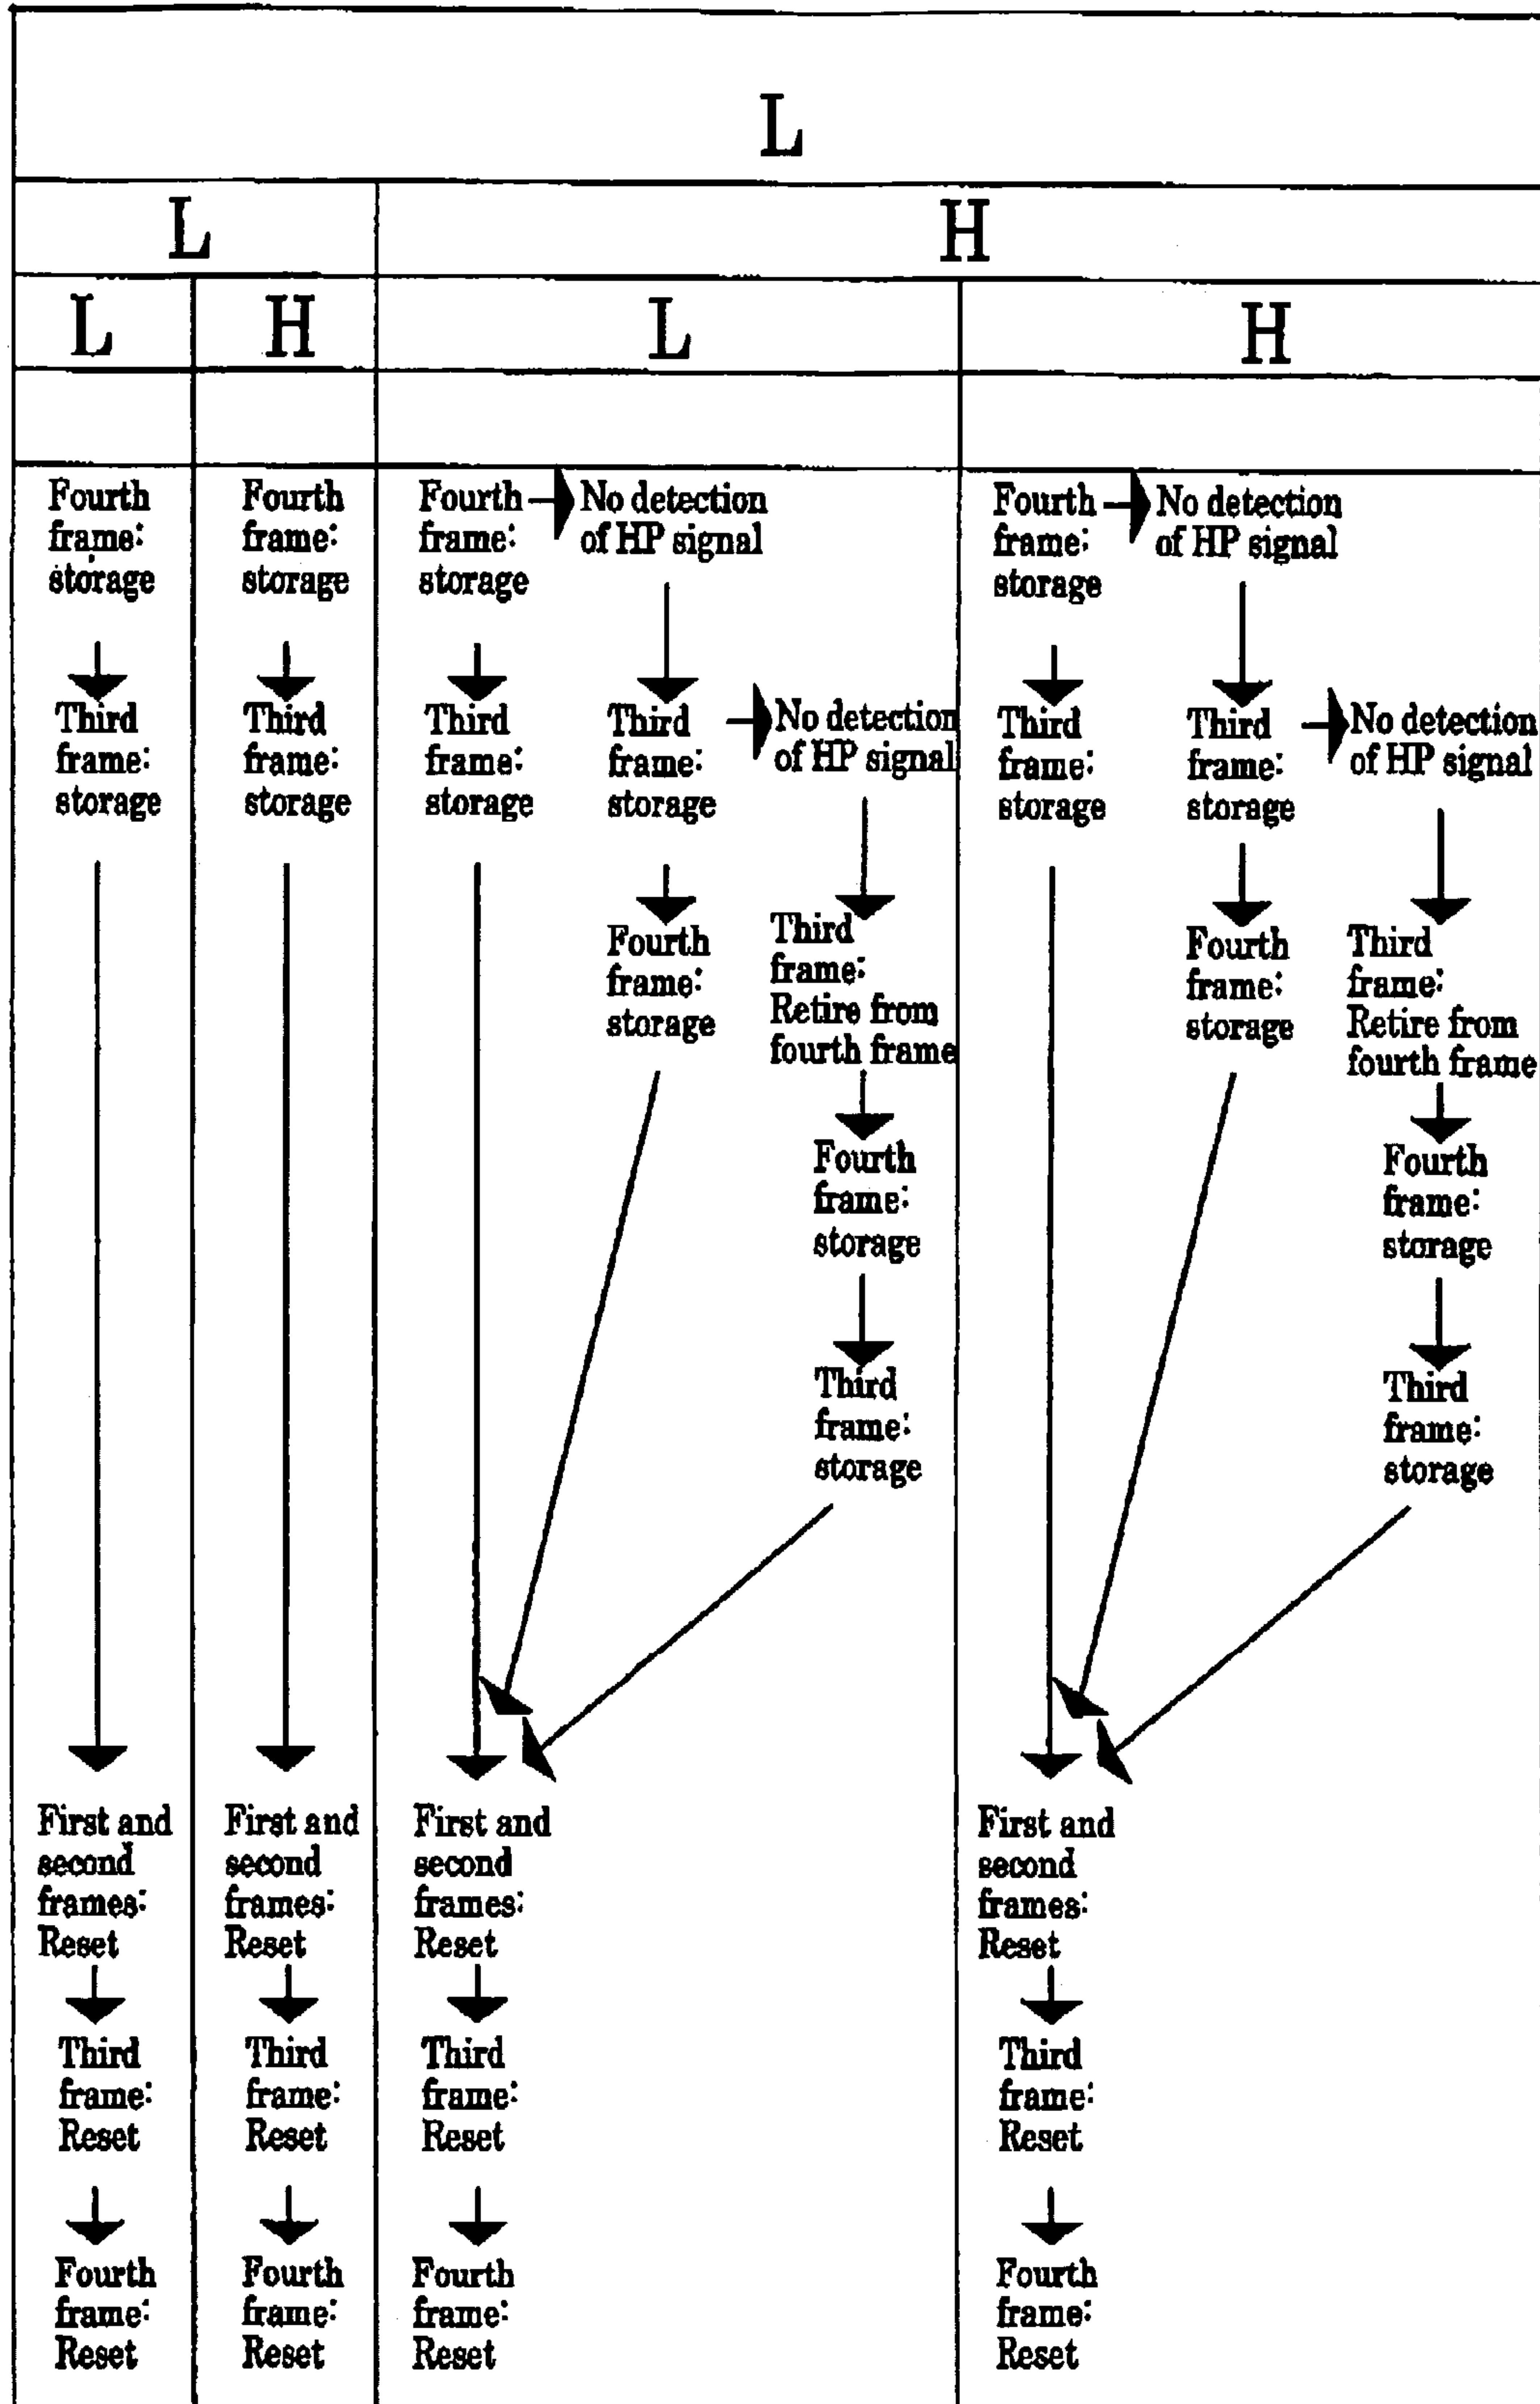 L
L
H
L
H
L
H
Fourth
frame:
storage
Third
frame:
storage
First and
second
frames:
Reset
Third
frame:
Reset
Fourth
frame:
Reset
Fourth
frame:
storage
Third
frame:
storage
First and
second
frames:
Reset
Third
frame:
Reset
Fourth
frame:
Reset
Fourth
frame:
storage
Third
frame:
storage
First and
second
frames:
Reset
Third
frame:
Reset
Fourth
frame:
Reset
No detection
of HP signal
Third
frame:
storage
Fourth
frame:
storage
No detection
of HP signal
Third
frame:
Retire from
fourth frame
Fourth
frame:
storage
Third
frame:
storage
Fourth
frame:
storage
Third
frame:
storage
First and
second
frames:
Reset
Third
frame:
Reset
Fourth
frame:
Reset
No detection
of HP signal
Third
frame:
storage
Fourth
frame:
storage
No detection
of HP signal
Third
frame:
Retire from
fourth frame
Fourth
frame:
storage
Third
frame:
storage